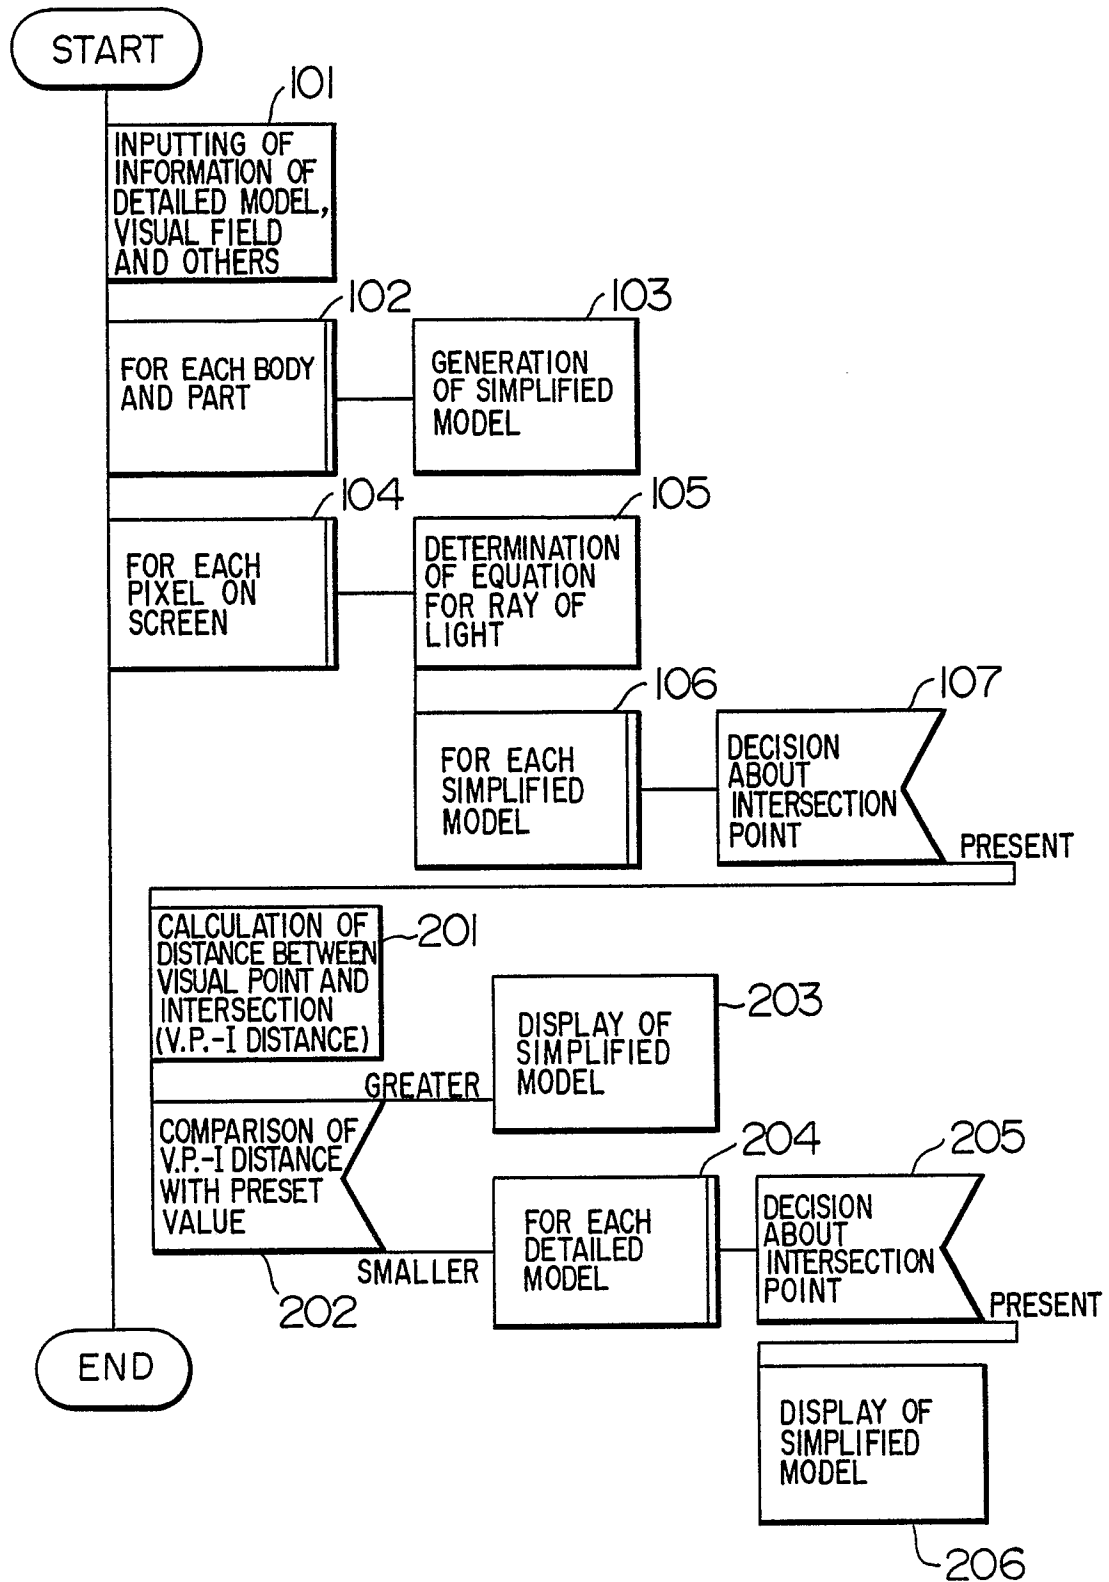 START
101
INPUTTING OF
INFORMATION OF
DETAILED MODEL,
VISUAL FIELD
AND OTHERS
102
FOR EACH BODY
AND PART
103
GENERATION
OF SIMPLIFIED
MODEL
104
FOR EACH
PIXEL ON
SCREEN
105
DETERMINATION
OF EQUATION
FOR RAY OF
LIGHT
106
FOR EACH
SIMPLIFIED
MODEL
107
DECISION
ABOUT
INTERSECTION
POINT
PRESENT
CALCULATION OF
DISTANCE BETWEEN
VISUAL POINT AND
INTERSECTION
(V.P.-I DISTANCE)
201
GREATER
203
DISPLAY OF
SIMPLIFIED
MODEL
COMPARISON OF
V.P.-I DISTANCE
WITH PRESET
VALUE
202
SMALLER
204
FOR EACH
DETAILED
MODEL
205
DECISION
ABOUT
INTERSECTION
POINT
PRESENT
DISPLAY OF
SIMPLIFIED
MODEL
206
END